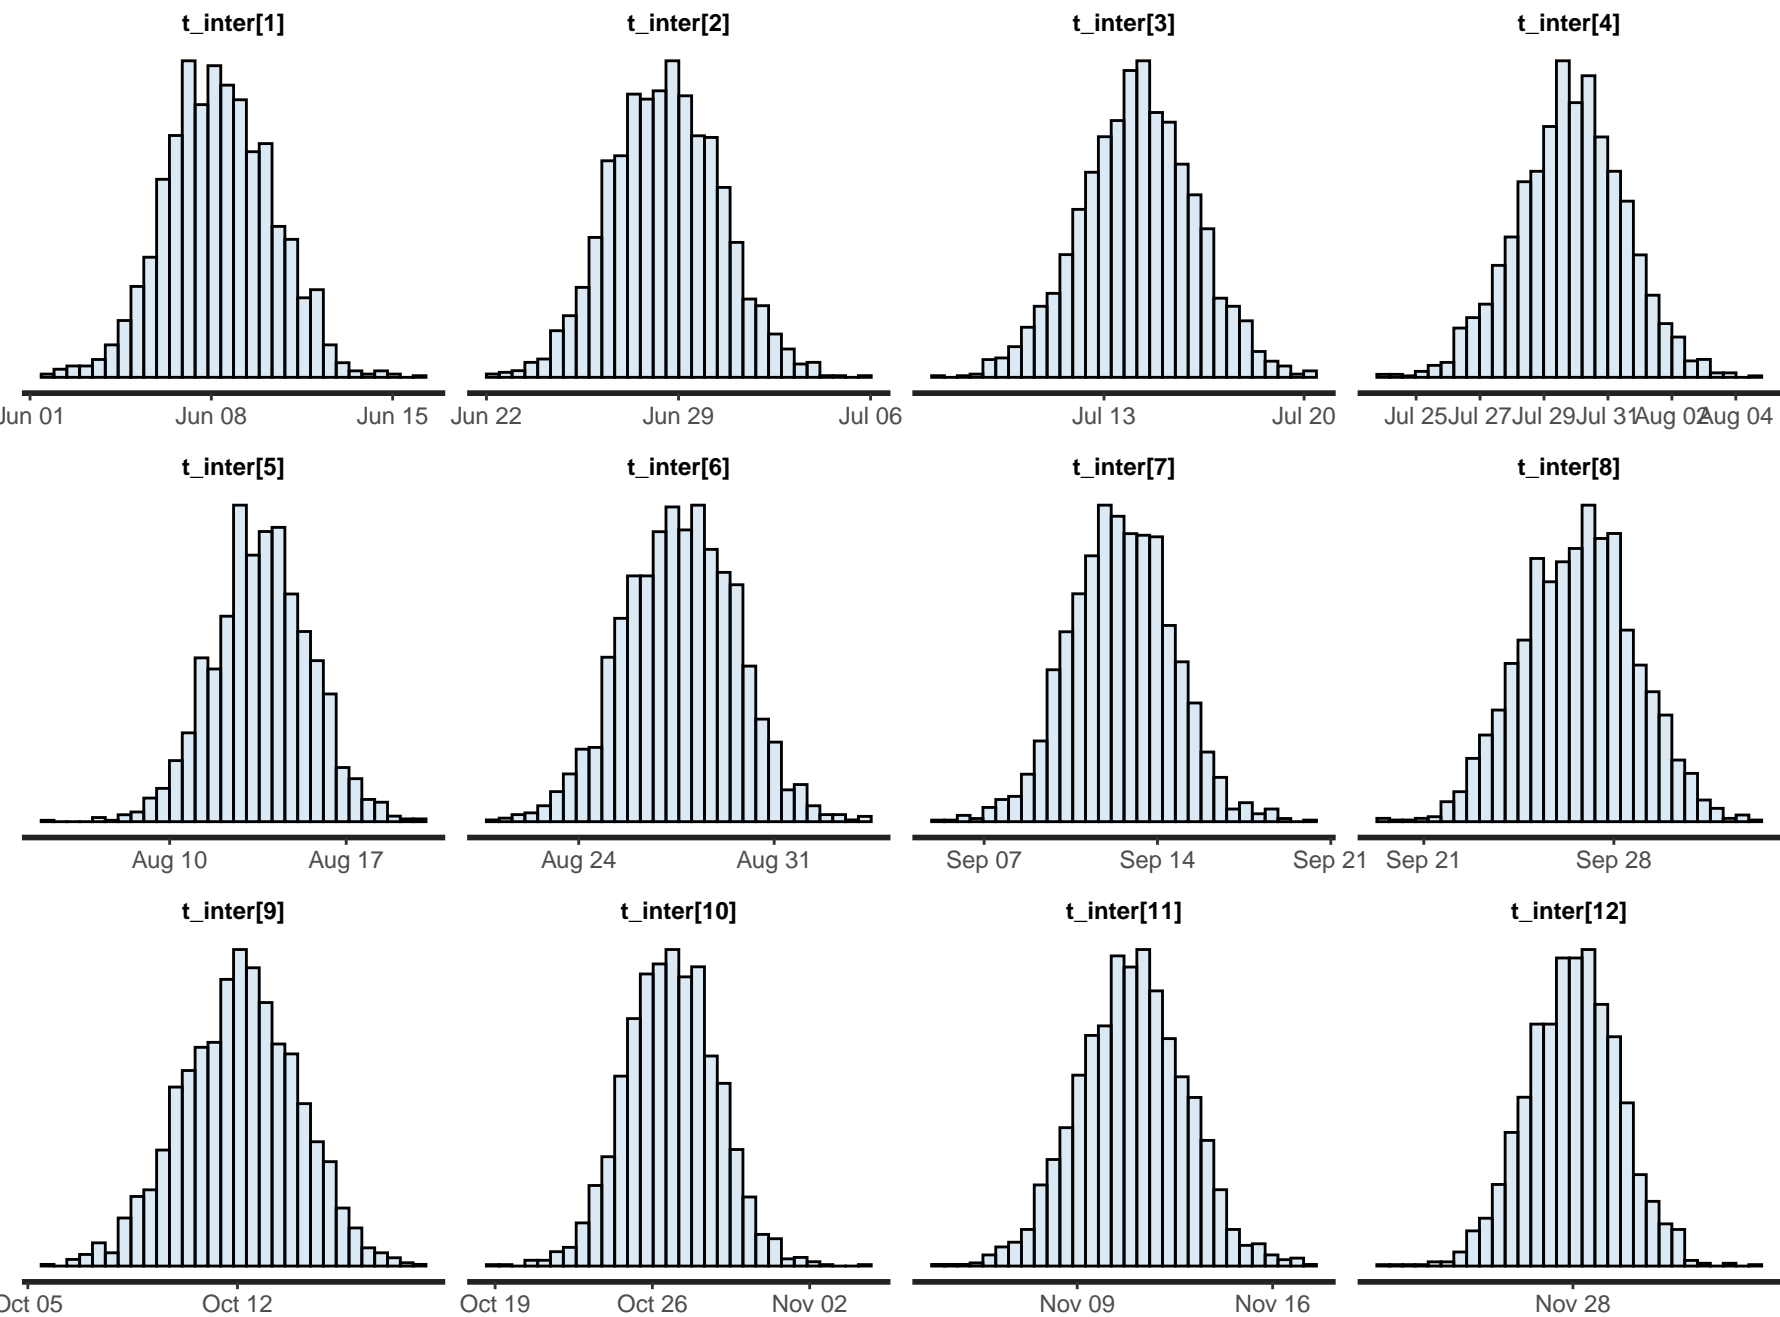 t_inter[1] t_inter[2] t_inter[3] t_inter[4]
Jun 01 Jun 08 Jun 15 Jun 22 Jun 29 Jul 06 Jul 13 Jul 20 Jul 25 Jul 27 Jul 29 Jul 31 Aug 02 Aug 04
t_inter[5] t_inter[6] t_inter[7] t_inter[8]
Aug 10 Aug 17 Aug 24 Aug 31 Sep 07 Sep 14 Sep 21 Sep 21 Sep 28
t_inter[9] t_inter[10] t_inter[11] t_inter[12]
Oct 05 Oct 12 Oct 19 Oct 26 Nov 02 Nov 09 Nov 16 Nov 28